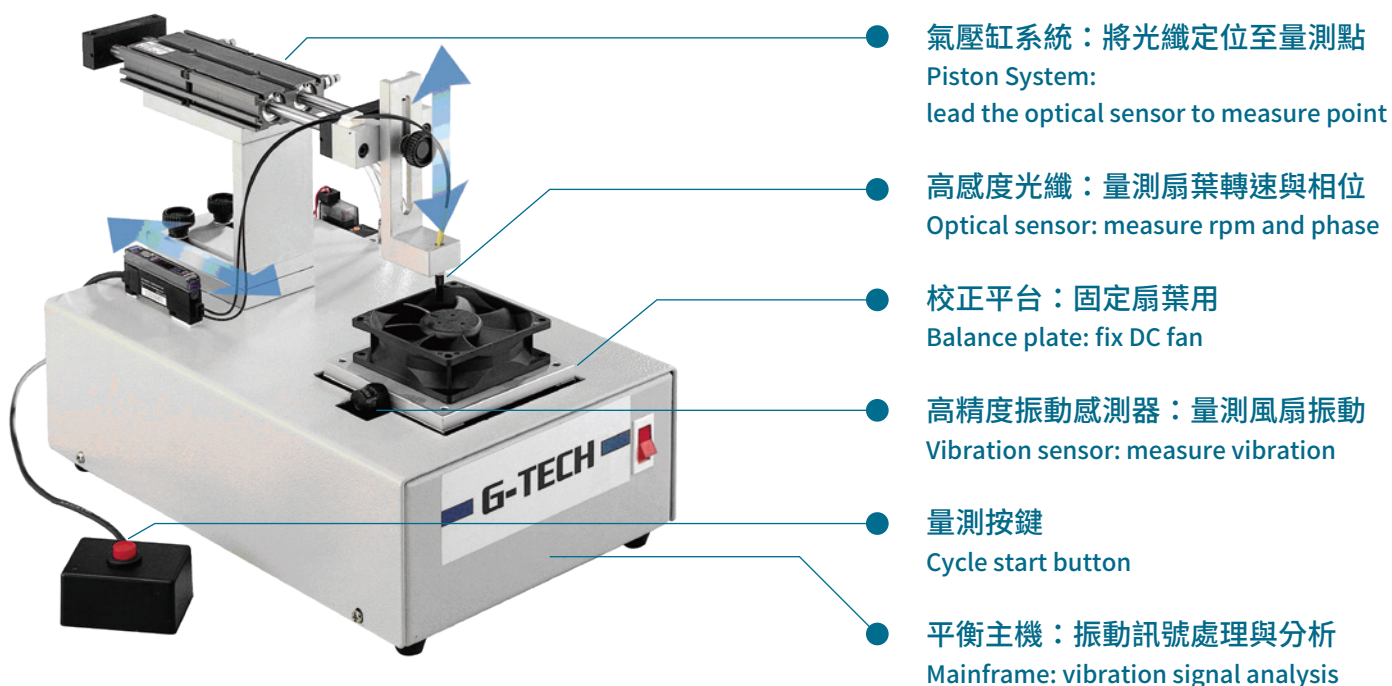 氣壓缸系統：將光纖定位至量測點
Piston System:
lead the optical sensor to measure point
高感度光纖：量測扇葉轉速與相位
Optical sensor: measure rpm and phase
校正平台：固定扇葉用
Balance plate: fix DC fan
高精度振動感測器：量測風扇振動
Vibration sensor: measure vibration
G-TECH
量測按鍵
Cycle start button
平衡主機：振動訊號處理與分析
Mainframe: vibration signal analysis